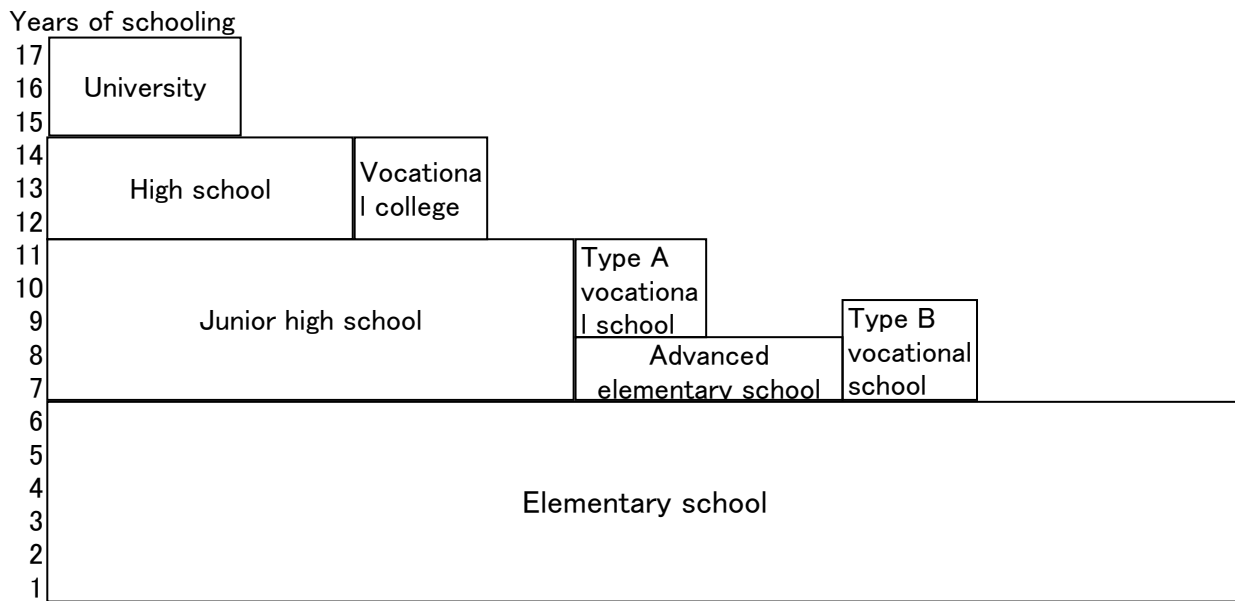 Years of schooling
17
16
University
15
14
13
High school
Vocationa
l college
12
11
10
9
Junior high school
Type A
vocationa
l school
Type B
vocational
school
8
7
Advanced
elementary school
6
5
4
3
Elementary school
2
1